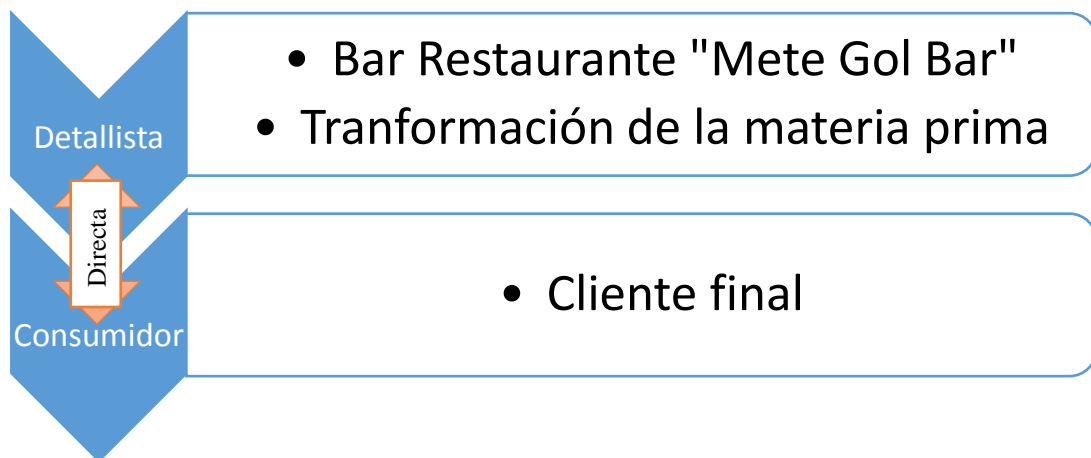 • Bar Restaurante "Mete Gol Bar"
• Tranformación de la materia prima
Detallista
Directa
• Cliente final
Consumidor